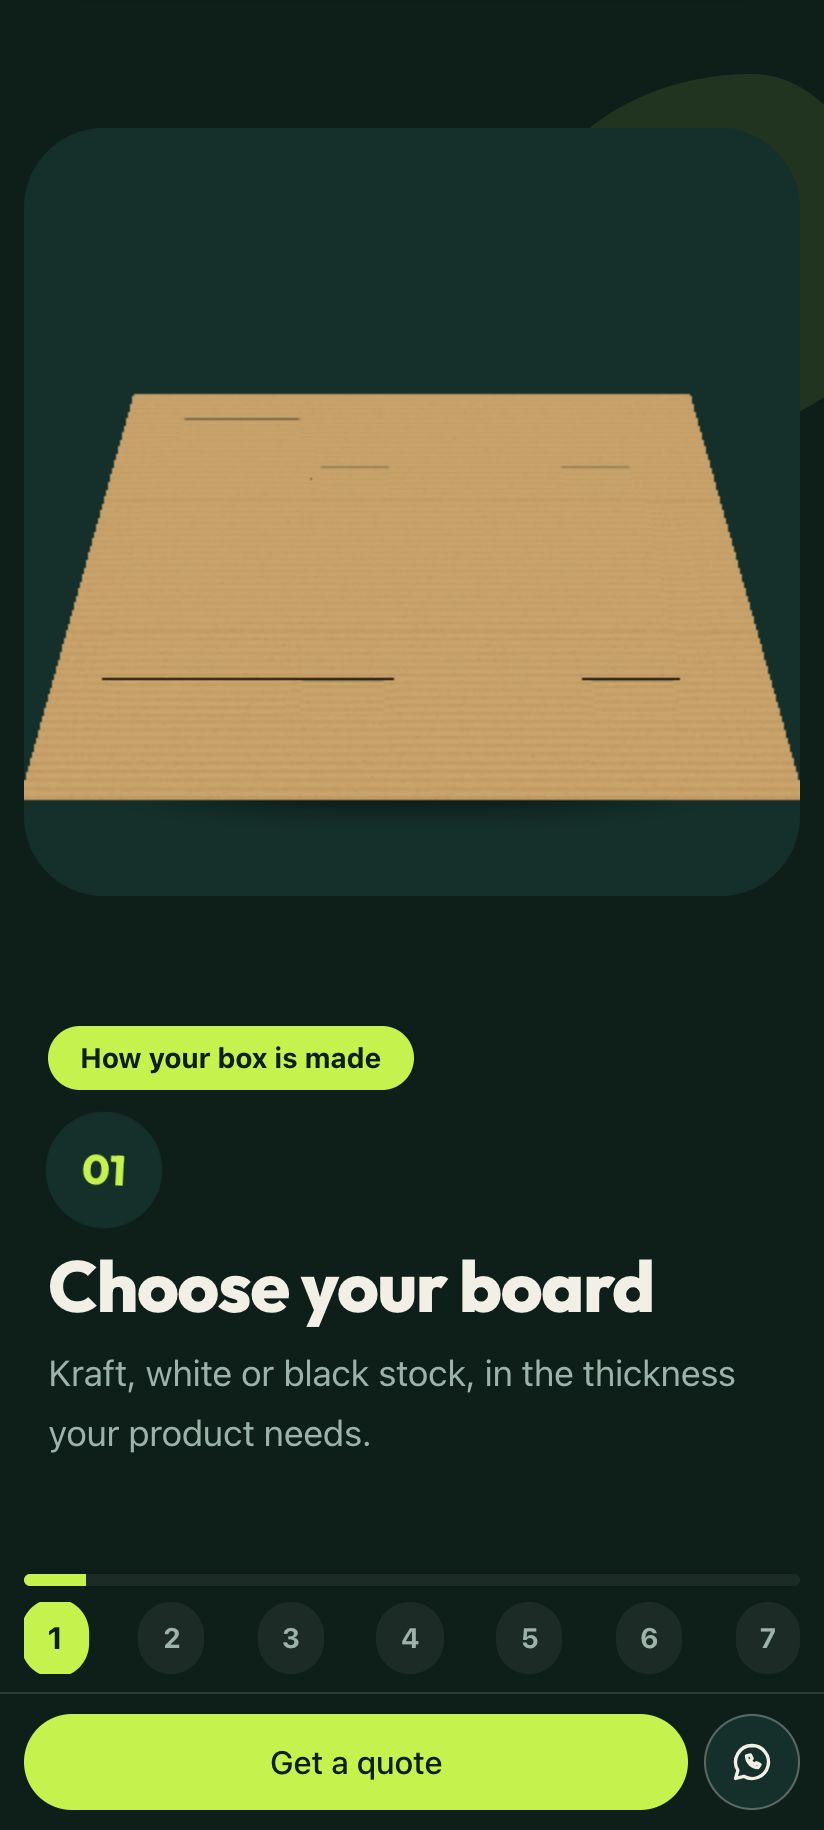 How your box is made
01
Choose your board
Kraft, white or black stock, in the thickness
your product needs.
1 2 3 4 5 6 7
Get a quote